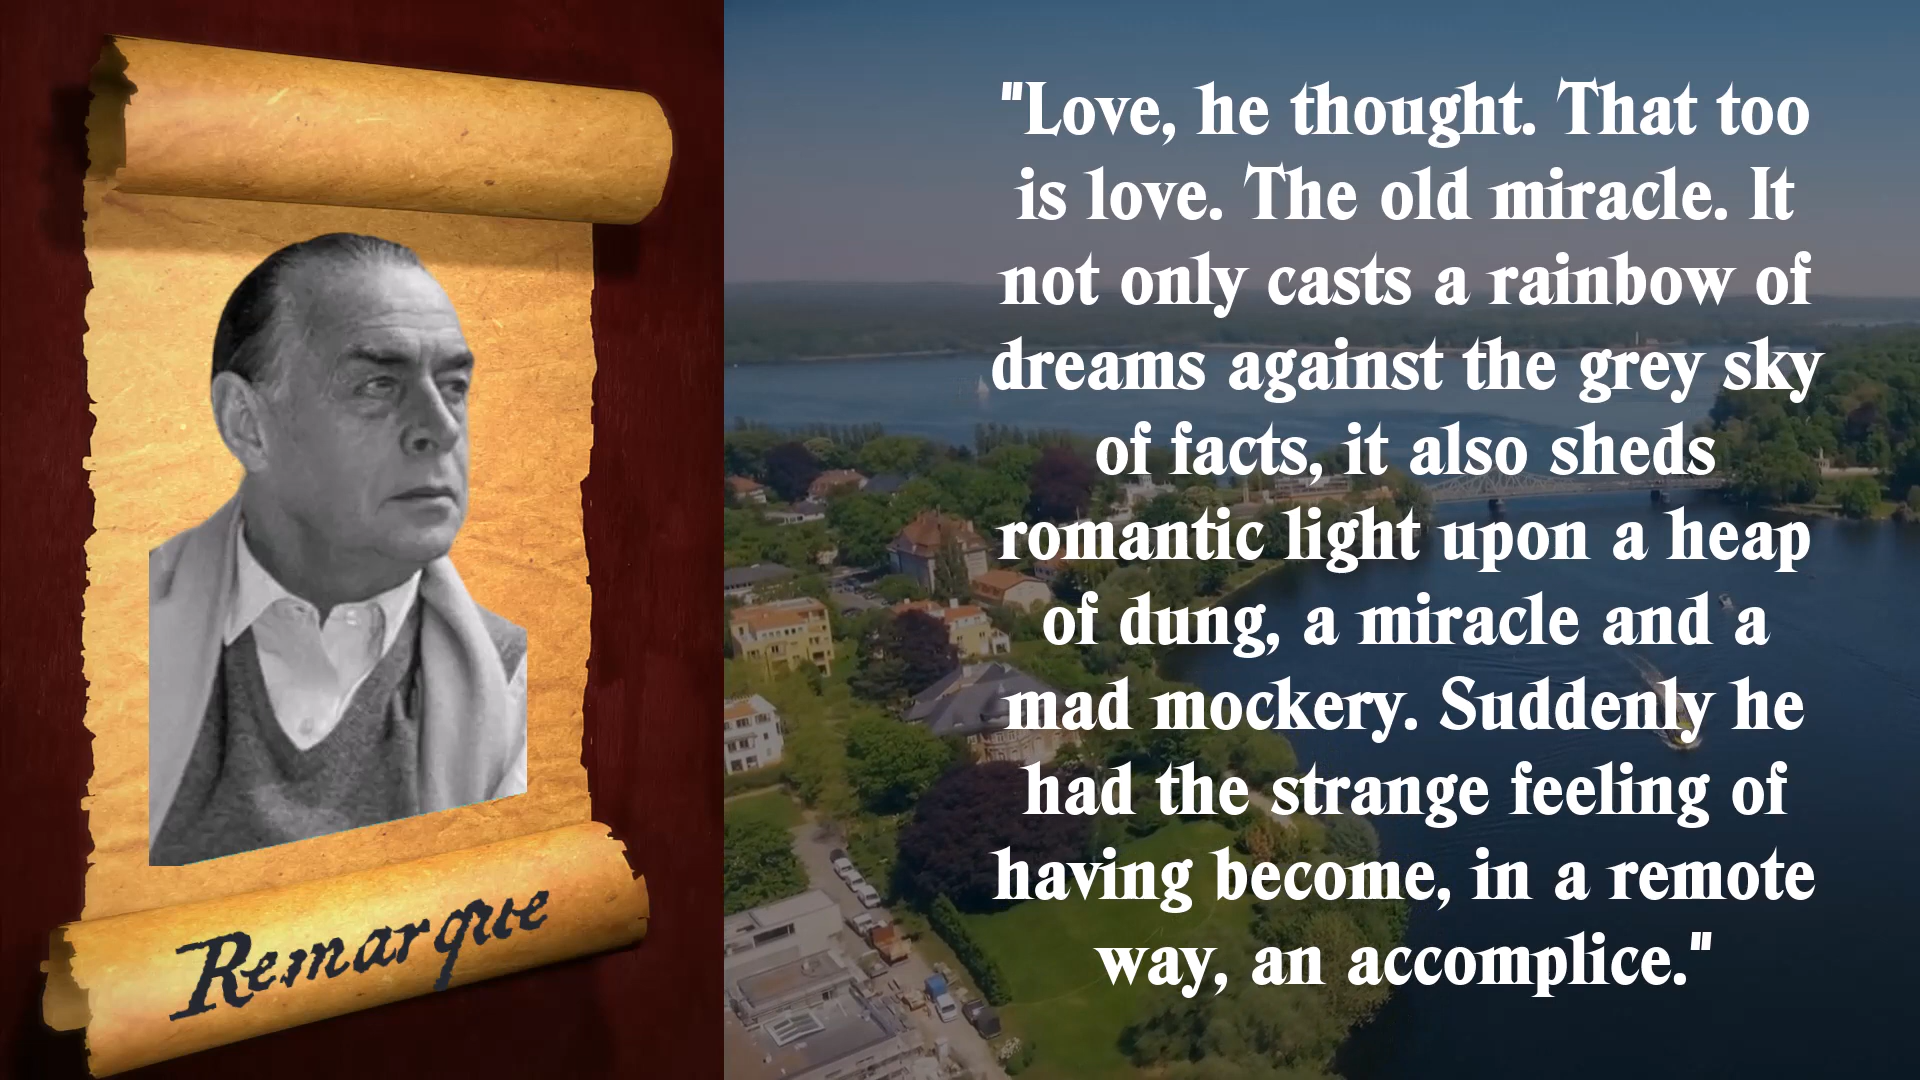 "Love, he thought. That too
is love. The old miracle. It
not only casts a rainbow of
dreams against the grey sky
of facts, it also sheds
romantic light upon a heap
of dung, a miracle and a
mad mockery. Suddenly he
had the strange feeling of
having become, in a remote
way, an accomplice."
Remarque